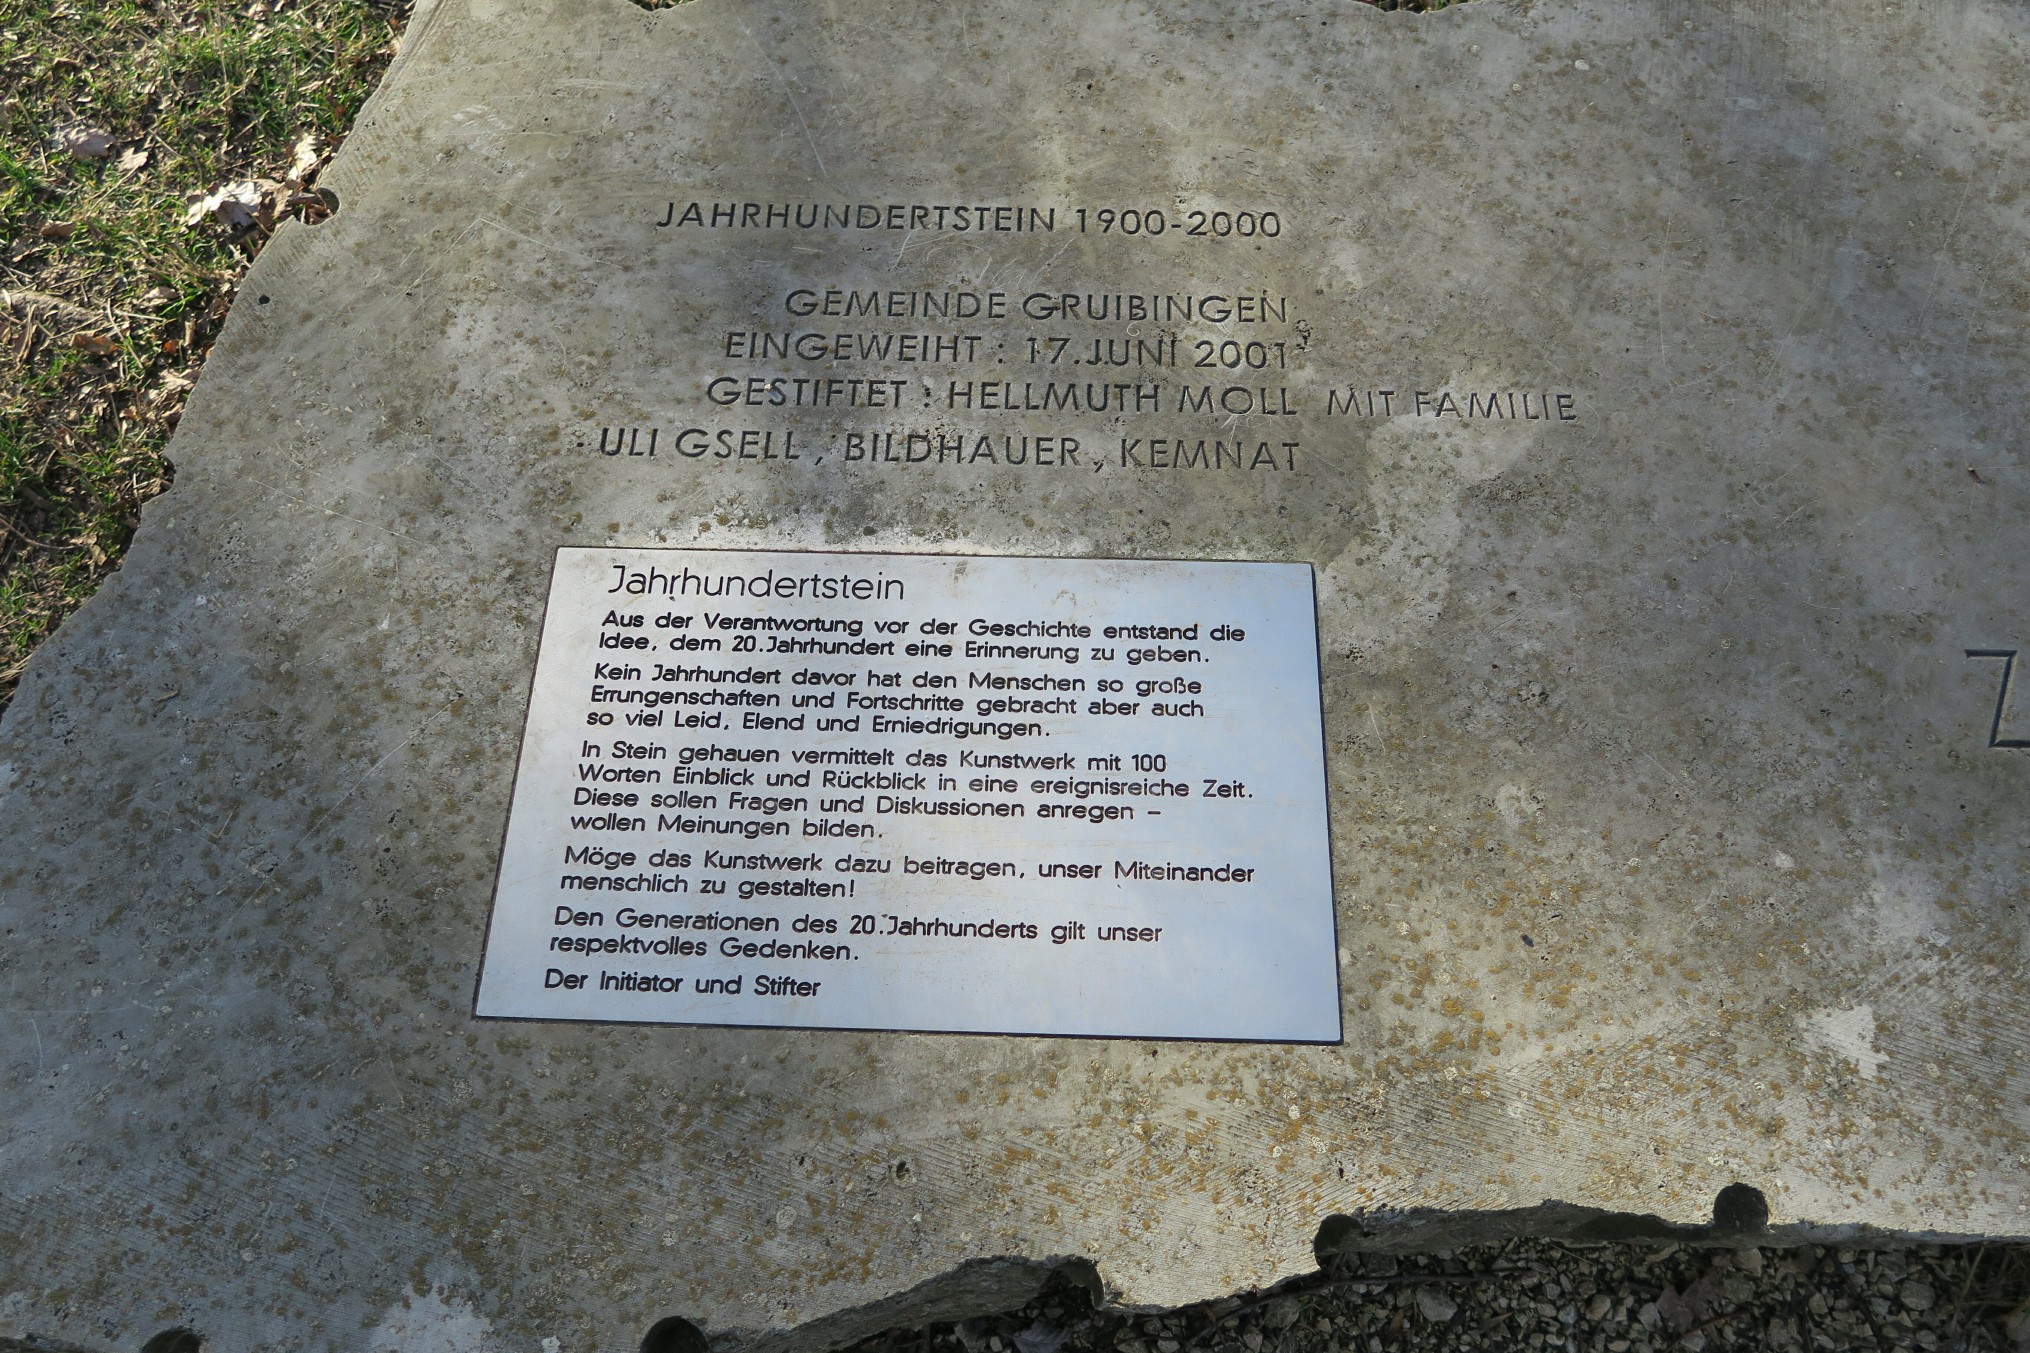 JAHRHUNDERTSTEIN 1900-2000
GEMEINDE GRUIBINGEN
EINGEWEIHT : 17. JUNI 2001
GESTIFTET : HELLMUTH MOLL MIT FAMILIE
ULI GSELL, BILDHAUER, KEMNAT
Jahrhundertstein
Aus der Verantwortung vor der Geschichte entstand die
Idee, dem 20. Jahrhundert eine Erinnerung zu geben.
Kein Jahrhundert davor hat den Menschen so große
Errungenschaften und Fortschritte gebracht aber auch
so viel Leid, Elend und Erniedrigungen.
In Stein gehauen vermittelt das Kunstwerk mit 100
Worten Einblick und Rückblick in eine ereignisreiche Zeit.
Diese sollen Fragen und Diskussionen anregen –
wollen Meinungen bilden.
Möge das Kunstwerk dazu beitragen, unser Miteinander
menschlich zu gestalten!
Den Generationen des 20. Jahrhunderts gilt unser
respektvolles Gedenken.
Der Initiator und Stifter